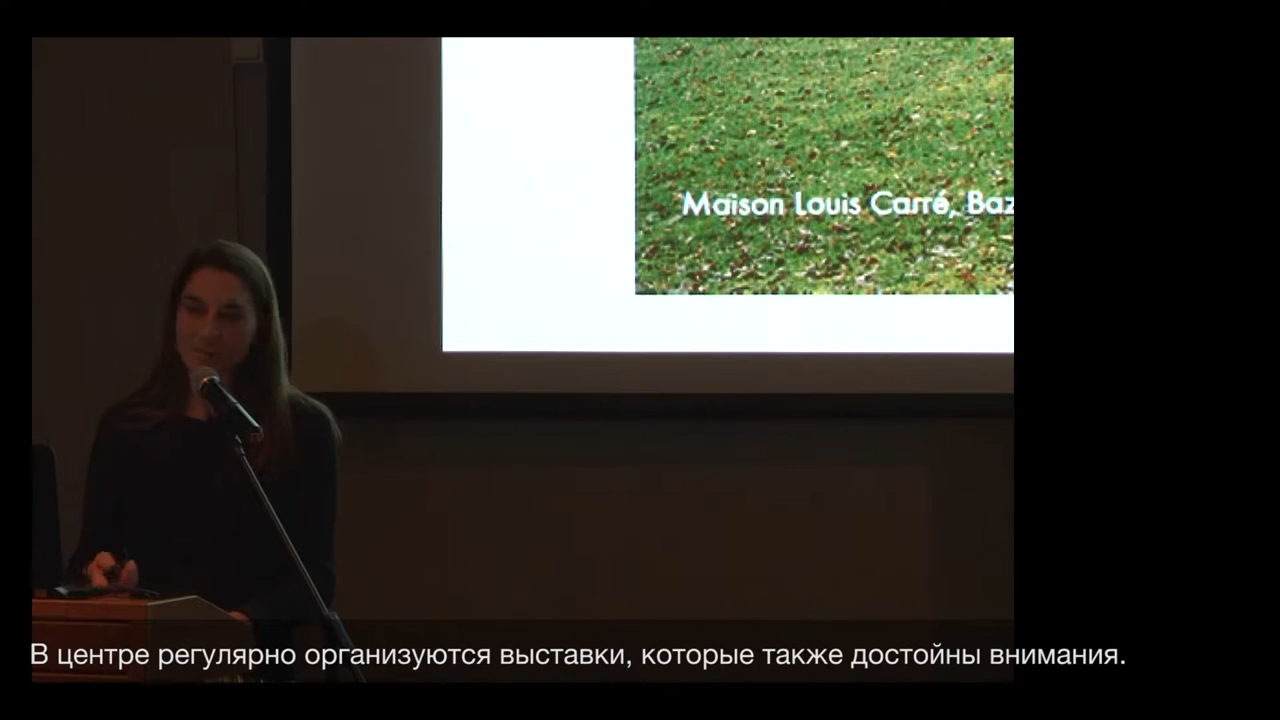 Maison Louis Carré, Baz
В центре регулярно организуются выставки, которые также достойны внимания.